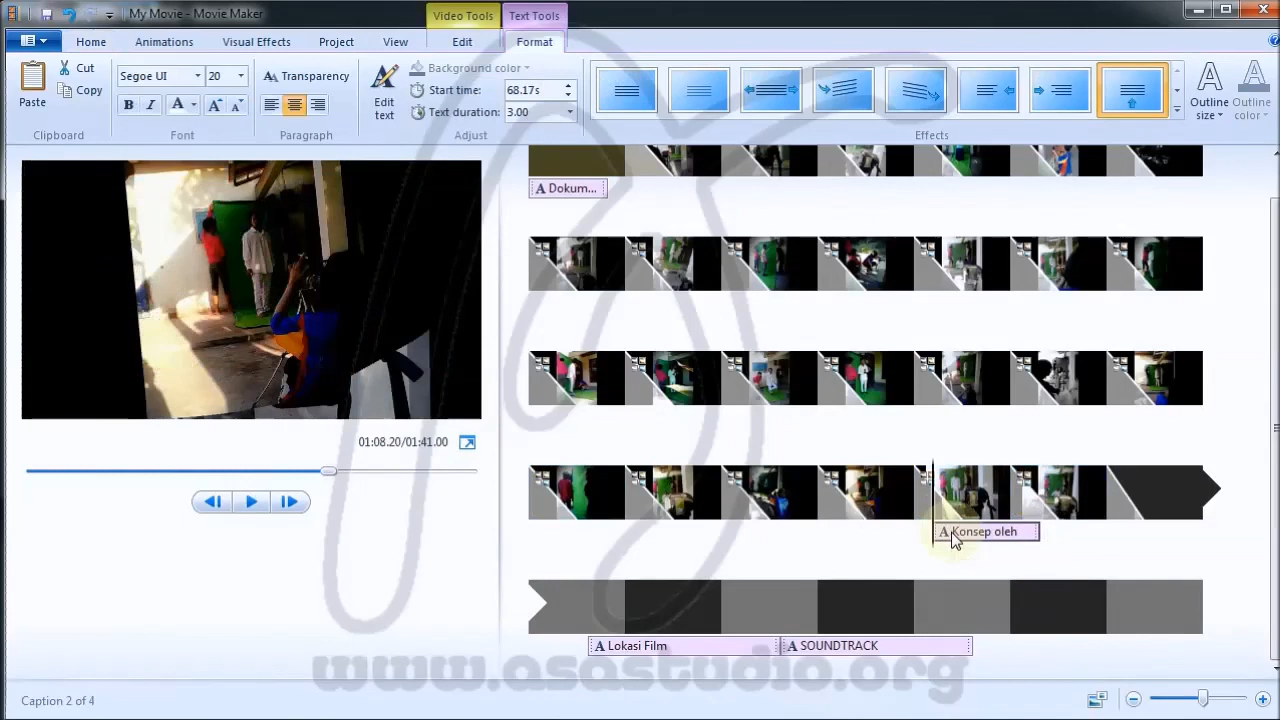 My Movie - Movie Maker
Video Tools
Text Tools
Home
Animations
Visual Effects
Project
View
Edit
Format
Paste
Cut
Copy
Clipboard
Segoe UI
20
B I A A A
Font
Transparency
Paragraph
Edit text
Background color
Start time: 68.17s
Text duration: 3.00
Adjust
Effects
Outline size
Outline color
A Dokum...
01:08.20/01:41.00
A Konsep oleh
A Lokasi Film
A SOUNDTRACK
www.asastudio.org
Caption 2 of 4